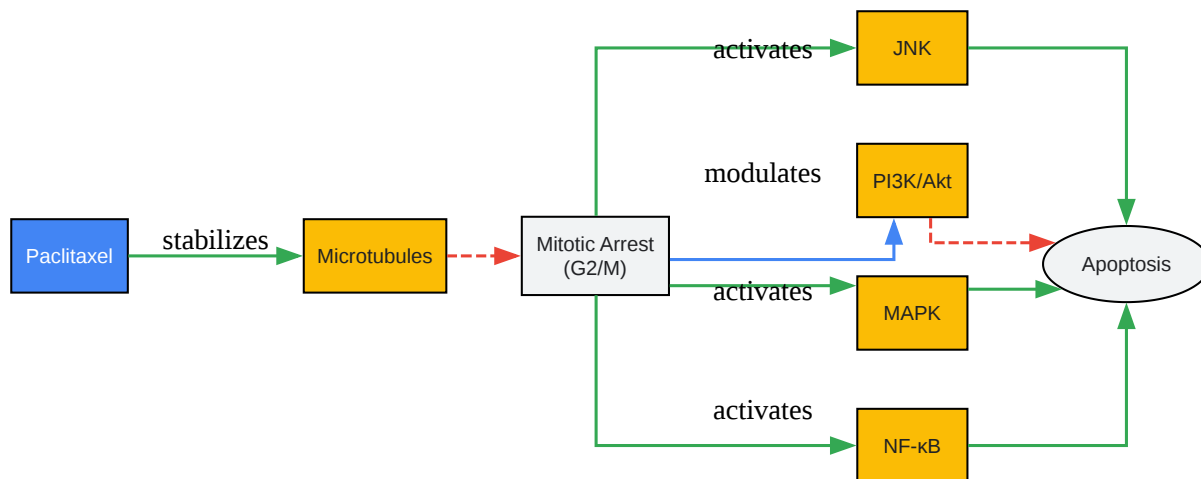 activates
JNK
modulates
PI3K/Akt
Paclitaxel
stabilizes
Microtubules
Mitotic Arrest
(G2/M)
Apoptosis
activates
MAPK
activates
NF-κB